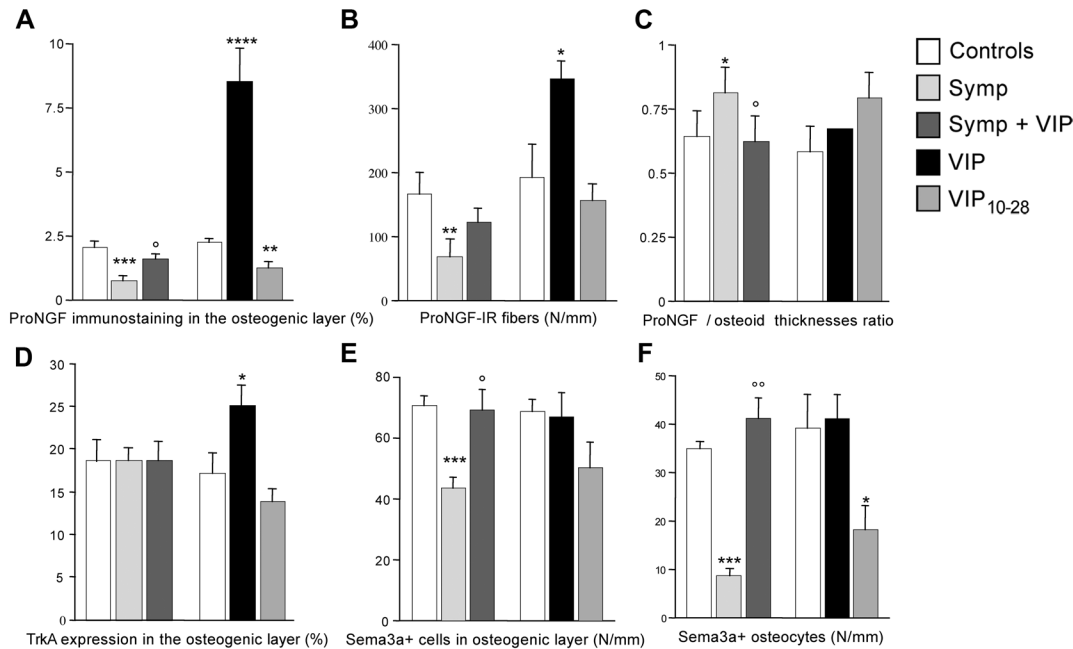 A
10
7.5
5
2.5
0
***
°
****
**
ProNGF immunostaining in the osteogenic layer (%)
B
400
300
200
100
0
**
*
ProNGF-IR fibers (N/mm)
C
1
0.75
0.5
0.25
0
*
°
ProNGF / osteoid thicknesses ratio
Controls
Symp
Symp + VIP
VIP
VIP10-28
D
30
25
20
15
10
5
0
*
TrkA expression in the osteogenic layer (%)
E
80
60
40
20
0
***
°
Sema3a+ cells in osteogenic layer (N/mm)
F
50
40
30
20
10
0
***
°°
*
Sema3a+ osteocytes (N/mm)